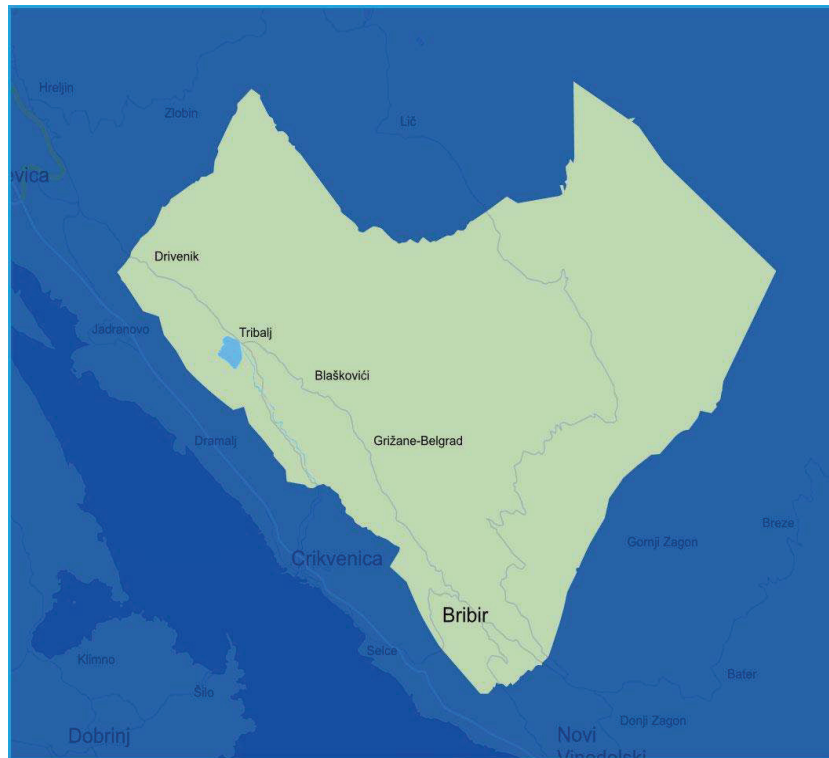 Hreljin
Zlobin
Lič
evica
Drivenik
Jadranovo
Tribalj
Blaškovići
Dramalj
Grižane-Belgrad
Breze
Gornji Zagon
Crikvenica
Bribir
Selce
Klimno
Bater
Šilo
Donji Zagon
Dobrinj
Novi
Vinodolski